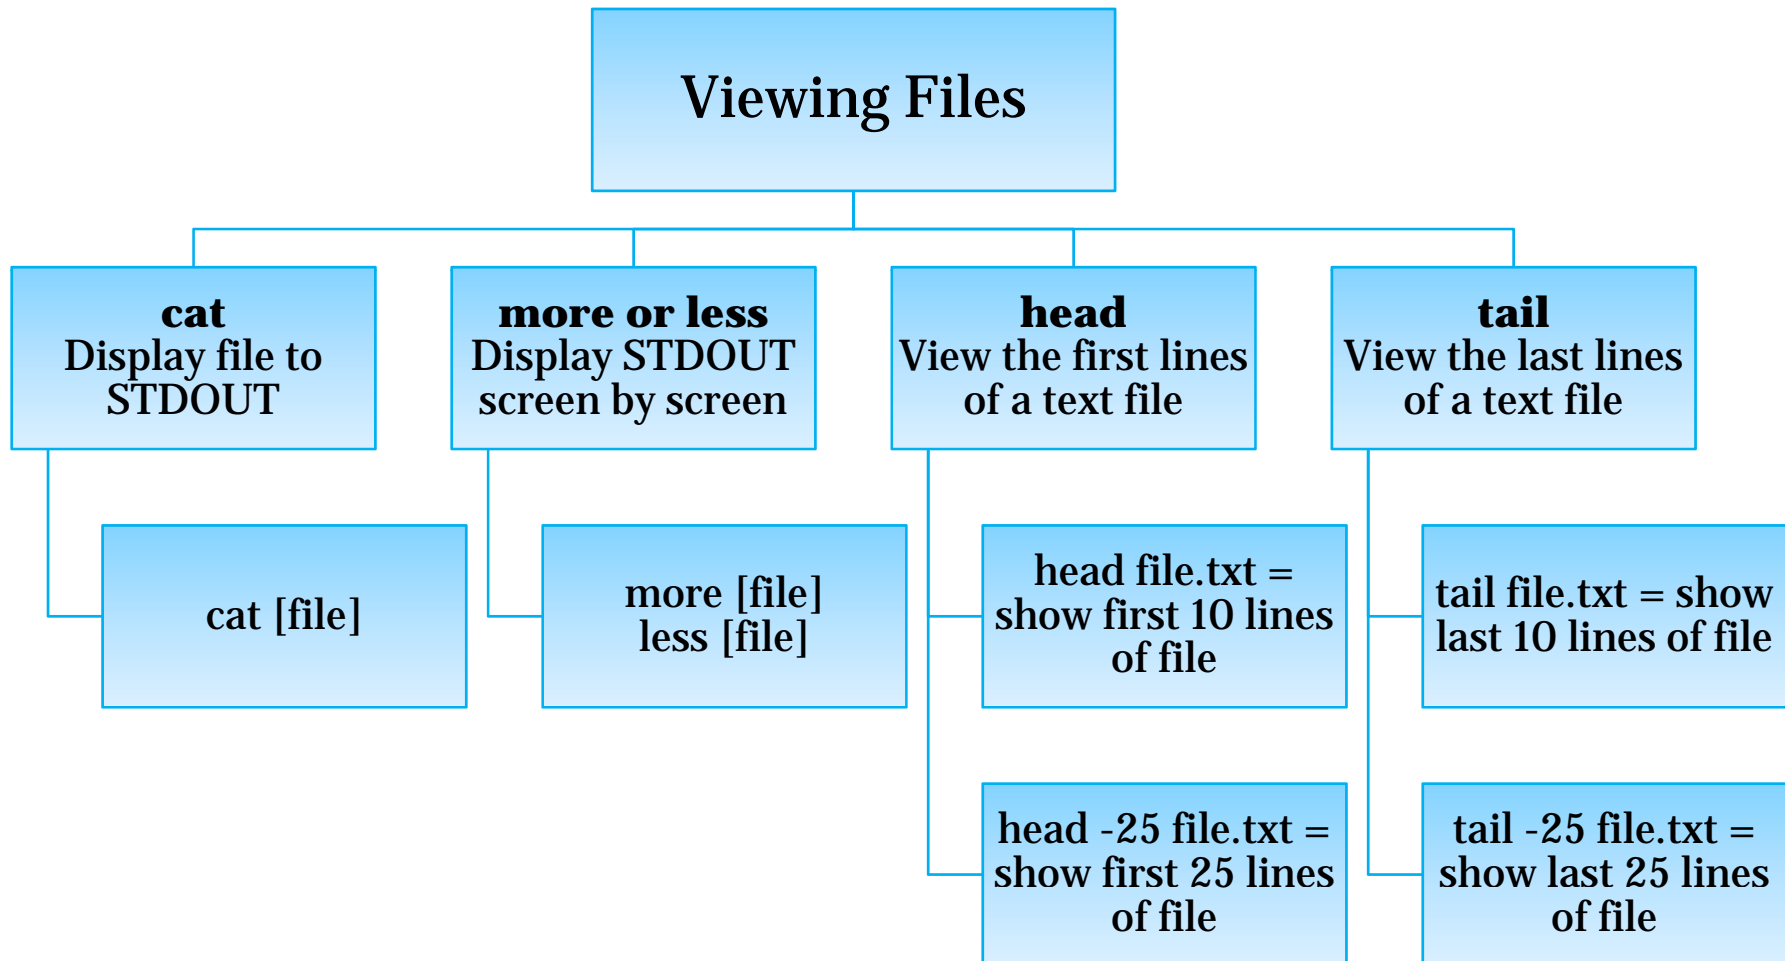 Viewing Files
cat
Display file to
STDOUT
more or less
Display STDOUT
screen by screen
head
View the first lines
of a text file
tail
View the last lines
of a text file
cat [file]
more [file]
less [file]
head file.txt =
show first 10 lines
of file
tail file.txt = show
last 10 lines of file
head -25 file.txt =
show first 25 lines
of file
tail -25 file.txt =
show last 25 lines
of file